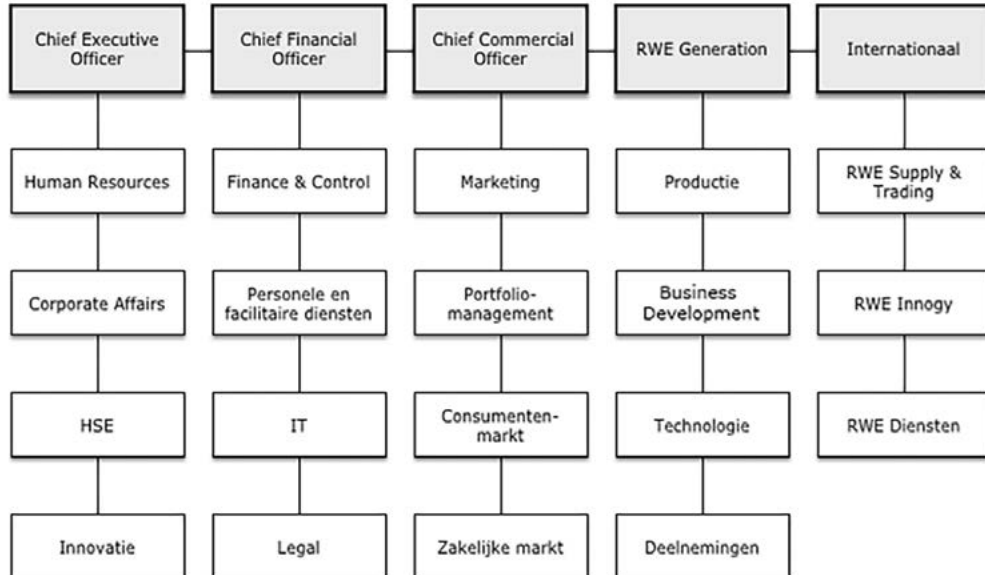 Chief Executive
Officer
Chief Financial
Officer
Chief Commercial
Officer
RWE Generation
Internationaal
Human Resources
Finance & Control
Marketing
Productie
RWE Supply &
Trading
Corporate Affairs
Personele en
facilitaire diensten
Portfolio-
management
Business
Development
RWE Innogy
HSE
IT
Consumenten-
markt
Technologie
RWE Diensten
Innovatie
Legal
Zakelijke markt
Deelnemingen